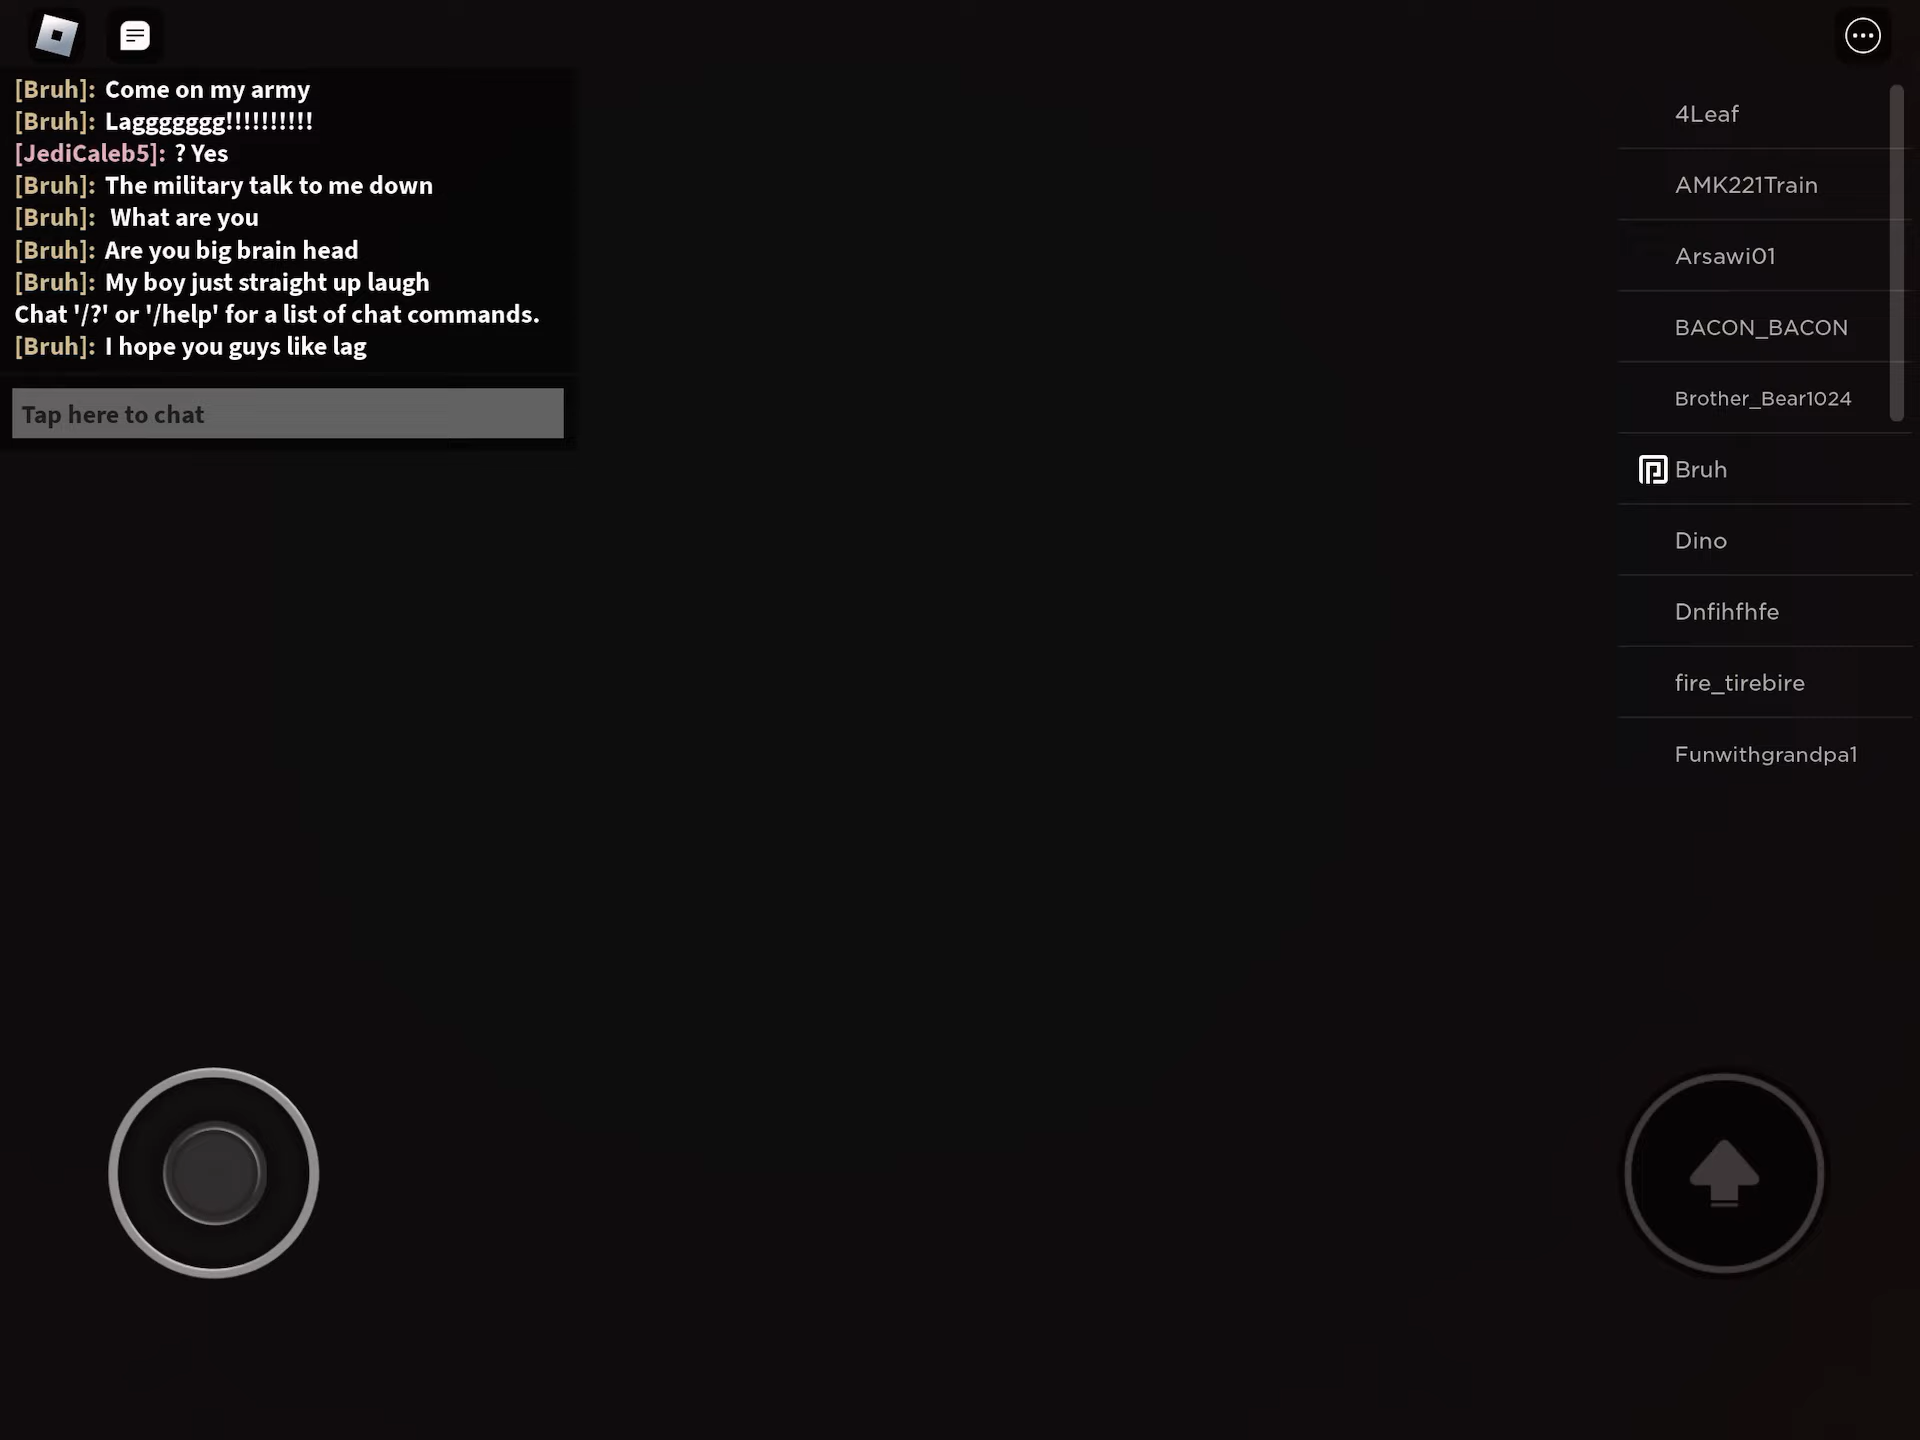 [Bruh]: Come on my army
[Bruh]: Laggggggg!!!!!!!!!!
[JediCaleb5]: ? Yes
[Bruh]: The military talk to me down
[Bruh]: What are you
[Bruh]: Are you big brain head
[Bruh]: My boy just straight up laugh
Chat '/?' or '/help' for a list of chat commands.
[Bruh]: I hope you guys like lag
Tap here to chat
4Leaf
AMK221Train
Arsawi01
BACON_BACON
Brother_Bear1024
Bruh
Dino
Dnfihfhfe
fire_tirebire
Funwithgrandpa1